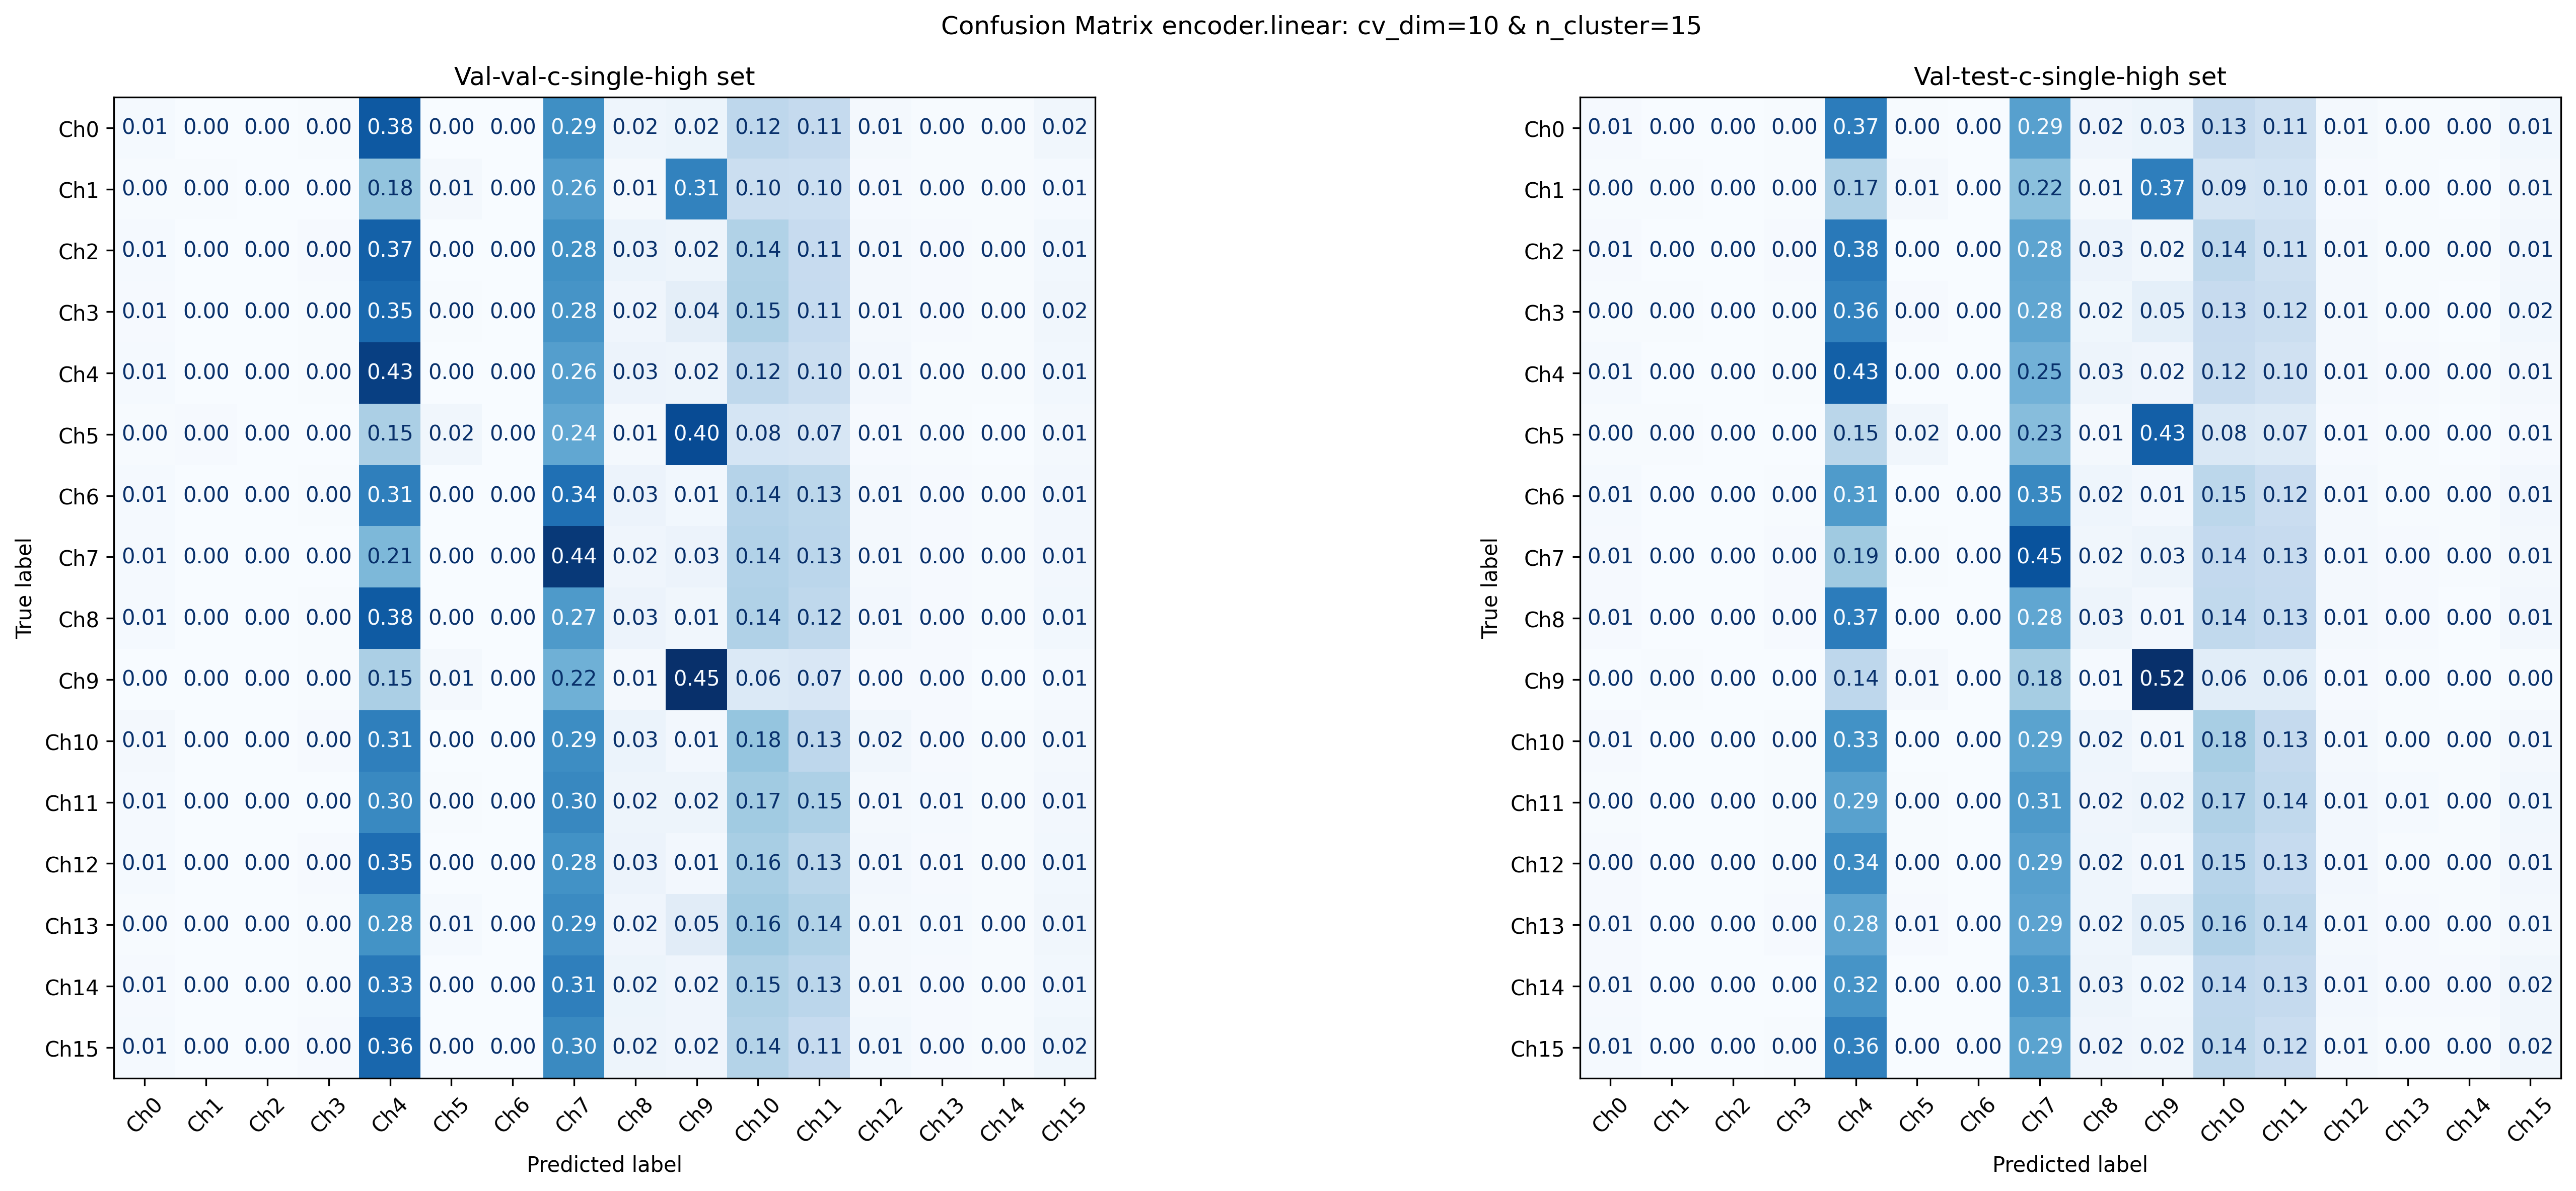 Confusion Matrix encoder.linear: cv_dim=10 & n_cluster=15
Val-val-c-single-high set
Ch0 0.01 0.00 0.00 0.00 0.38 0.00 0.00 0.29 0.02 0.02 0.12 0.11 0.01 0.00 0.00 0.02
Ch1 0.00 0.00 0.00 0.00 0.18 0.01 0.00 0.26 0.01 0.31 0.10 0.10 0.01 0.00 0.00 0.01
Ch2 0.01 0.00 0.00 0.00 0.37 0.00 0.00 0.28 0.03 0.02 0.14 0.11 0.01 0.00 0.00 0.01
Ch3 0.01 0.00 0.00 0.00 0.35 0.00 0.00 0.28 0.02 0.04 0.15 0.11 0.01 0.00 0.00 0.02
Ch4 0.01 0.00 0.00 0.00 0.43 0.00 0.00 0.26 0.03 0.02 0.12 0.10 0.01 0.00 0.00 0.01
Ch5 0.00 0.00 0.00 0.00 0.15 0.02 0.00 0.24 0.01 0.40 0.08 0.07 0.01 0.00 0.00 0.01
Ch6 0.01 0.00 0.00 0.00 0.31 0.00 0.00 0.34 0.03 0.01 0.14 0.13 0.01 0.00 0.00 0.01
Ch7 0.01 0.00 0.00 0.00 0.21 0.00 0.00 0.44 0.02 0.03 0.14 0.13 0.01 0.00 0.00 0.01
Ch8 0.01 0.00 0.00 0.00 0.38 0.00 0.00 0.27 0.03 0.01 0.14 0.12 0.01 0.00 0.00 0.01
Ch9 0.00 0.00 0.00 0.00 0.15 0.01 0.00 0.22 0.01 0.45 0.06 0.07 0.00 0.00 0.00 0.01
Ch10 0.01 0.00 0.00 0.00 0.31 0.00 0.00 0.29 0.03 0.01 0.18 0.13 0.02 0.00 0.00 0.01
Ch11 0.01 0.00 0.00 0.00 0.30 0.00 0.00 0.30 0.02 0.02 0.17 0.15 0.01 0.01 0.00 0.01
Ch12 0.01 0.00 0.00 0.00 0.35 0.00 0.00 0.28 0.03 0.01 0.16 0.13 0.01 0.01 0.00 0.01
Ch13 0.00 0.00 0.00 0.00 0.28 0.01 0.00 0.29 0.02 0.05 0.16 0.14 0.01 0.01 0.00 0.01
Ch14 0.01 0.00 0.00 0.00 0.33 0.00 0.00 0.31 0.02 0.02 0.15 0.13 0.01 0.00 0.00 0.01
Ch15 0.01 0.00 0.00 0.00 0.36 0.00 0.00 0.30 0.02 0.02 0.14 0.11 0.01 0.00 0.00 0.02
Ch0 Ch1 Ch2 Ch3 Ch4 Ch5 Ch6 Ch7 Ch8 Ch9 Ch10 Ch11 Ch12 Ch13 Ch14 Ch15
True label
Predicted label
Val-test-c-single-high set
Ch0 0.01 0.00 0.00 0.00 0.37 0.00 0.00 0.29 0.02 0.03 0.13 0.11 0.01 0.00 0.00 0.01
Ch1 0.00 0.00 0.00 0.00 0.17 0.01 0.00 0.22 0.01 0.37 0.09 0.10 0.01 0.00 0.00 0.01
Ch2 0.01 0.00 0.00 0.00 0.38 0.00 0.00 0.28 0.03 0.02 0.14 0.11 0.01 0.00 0.00 0.01
Ch3 0.00 0.00 0.00 0.00 0.36 0.00 0.00 0.28 0.02 0.05 0.13 0.12 0.01 0.00 0.00 0.02
Ch4 0.01 0.00 0.00 0.00 0.43 0.00 0.00 0.25 0.03 0.02 0.12 0.10 0.01 0.00 0.00 0.01
Ch5 0.00 0.00 0.00 0.00 0.15 0.02 0.00 0.23 0.01 0.43 0.08 0.07 0.01 0.00 0.00 0.01
Ch6 0.01 0.00 0.00 0.00 0.31 0.00 0.00 0.35 0.02 0.01 0.15 0.12 0.01 0.00 0.00 0.01
Ch7 0.01 0.00 0.00 0.00 0.19 0.00 0.00 0.45 0.02 0.03 0.14 0.13 0.01 0.00 0.00 0.01
Ch8 0.01 0.00 0.00 0.00 0.37 0.00 0.00 0.28 0.03 0.01 0.14 0.13 0.01 0.00 0.00 0.01
Ch9 0.00 0.00 0.00 0.00 0.14 0.01 0.00 0.18 0.01 0.52 0.06 0.06 0.01 0.00 0.00 0.00
Ch10 0.01 0.00 0.00 0.00 0.33 0.00 0.00 0.29 0.02 0.01 0.18 0.13 0.01 0.00 0.00 0.01
Ch11 0.00 0.00 0.00 0.00 0.29 0.00 0.00 0.31 0.02 0.02 0.17 0.14 0.01 0.01 0.00 0.01
Ch12 0.00 0.00 0.00 0.00 0.34 0.00 0.00 0.29 0.02 0.01 0.15 0.13 0.01 0.00 0.00 0.01
Ch13 0.01 0.00 0.00 0.00 0.28 0.01 0.00 0.29 0.02 0.05 0.16 0.14 0.01 0.00 0.00 0.01
Ch14 0.01 0.00 0.00 0.00 0.32 0.00 0.00 0.31 0.03 0.02 0.14 0.13 0.01 0.00 0.00 0.02
Ch15 0.01 0.00 0.00 0.00 0.36 0.00 0.00 0.29 0.02 0.02 0.14 0.12 0.01 0.00 0.00 0.02
Ch0 Ch1 Ch2 Ch3 Ch4 Ch5 Ch6 Ch7 Ch8 Ch9 Ch10 Ch11 Ch12 Ch13 Ch14 Ch15
True label
Predicted label